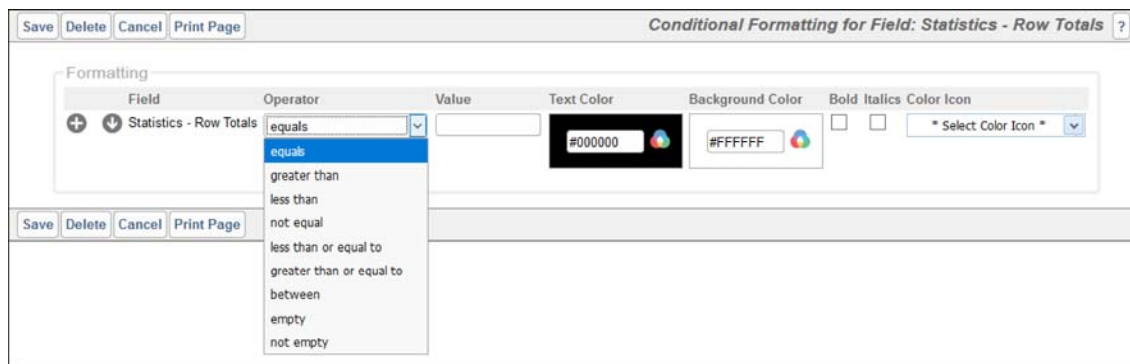 Save Delete Cancel Print Page Conditional Formatting for Field: Statistics - Row Totals ?
Formatting
Field Operator Value Text Color Background Color Bold Italics Color Icon
Statistics - Row Totals equals #000000 #FFFFFF * Select Color Icon *
equals
greater than
less than
not equal
less than or equal to
greater than or equal to
between
empty
not empty
Save Delete Cancel Print Page